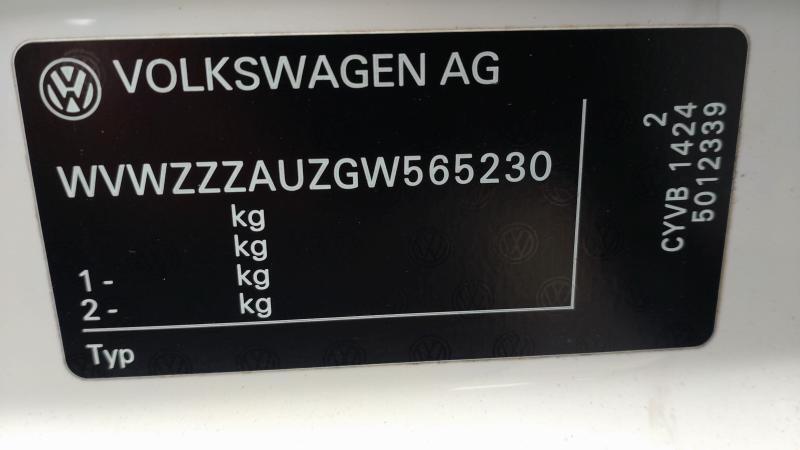 VOLKSWAGEN AG
WVWZZZAUZGW565230
kg
kg
1- kg
2- kg
Typ
2
CYVB 1424
5012339